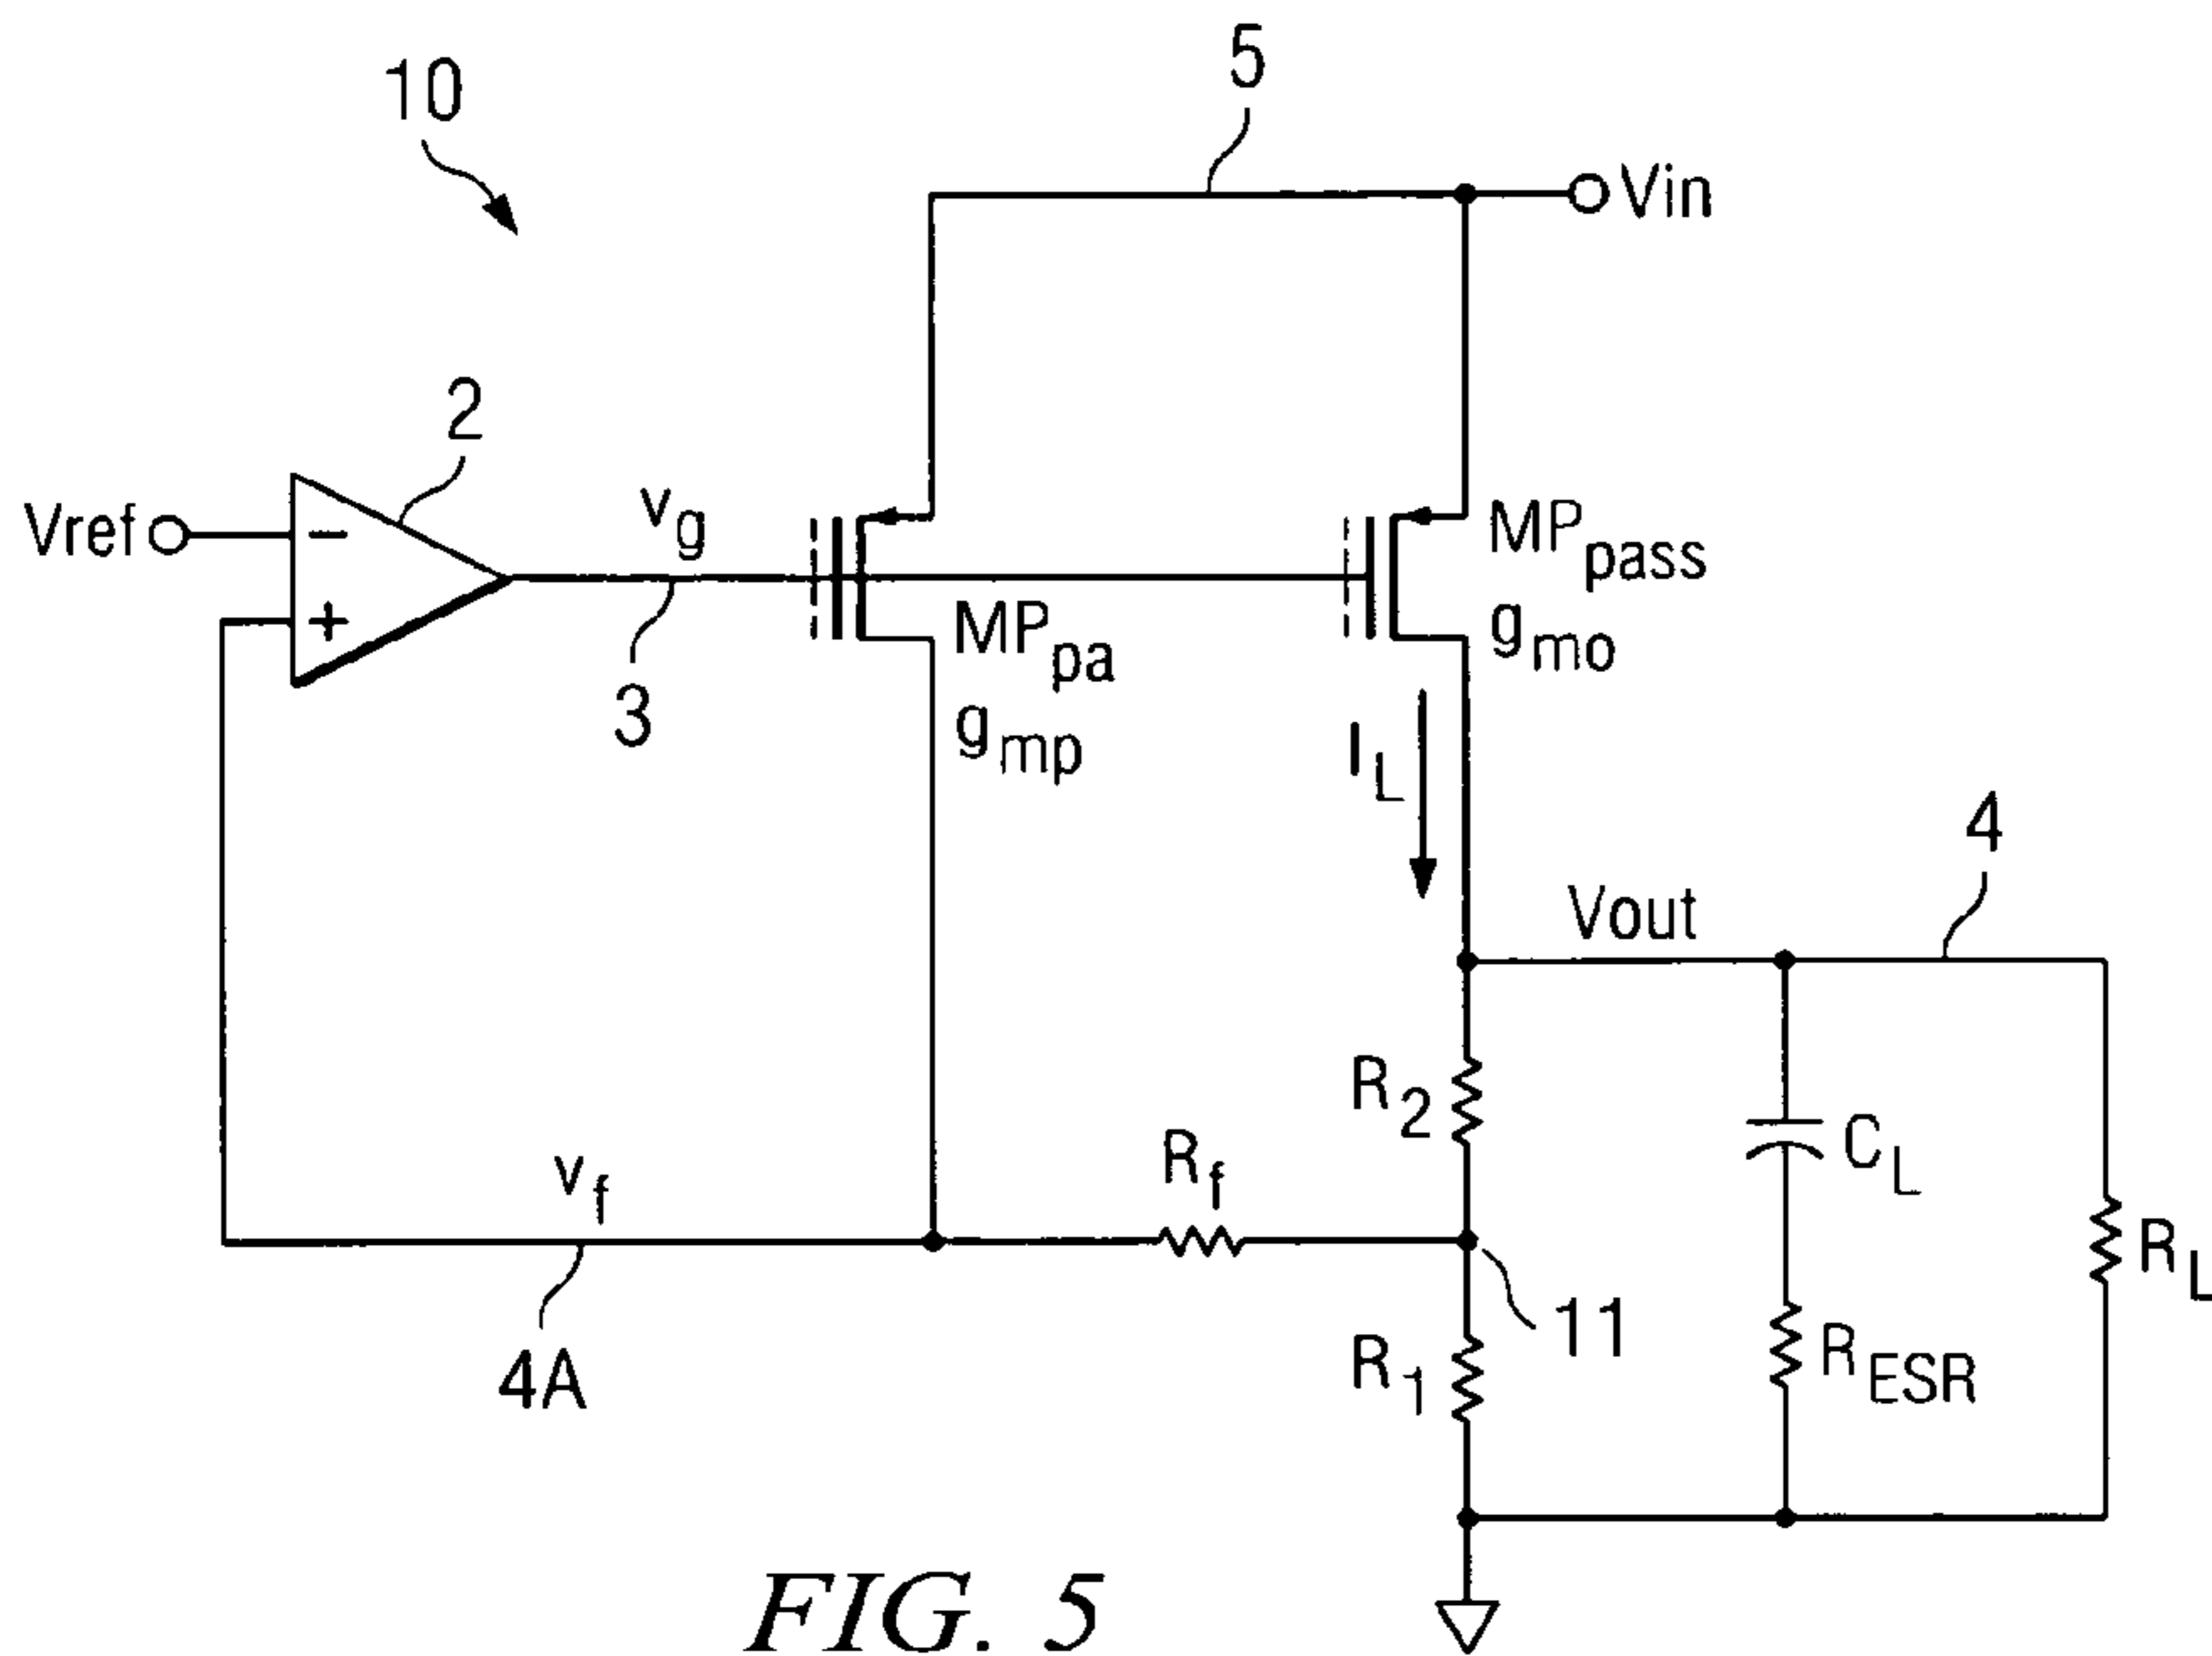 10
5
Vin
2
Vref
−
+
vg
3
MPpa
gmp
MPpass
gmo
IL
Vout
4
R2
CL
Rf
vf
4A
11
R1
RESR
RL
FIG. 5